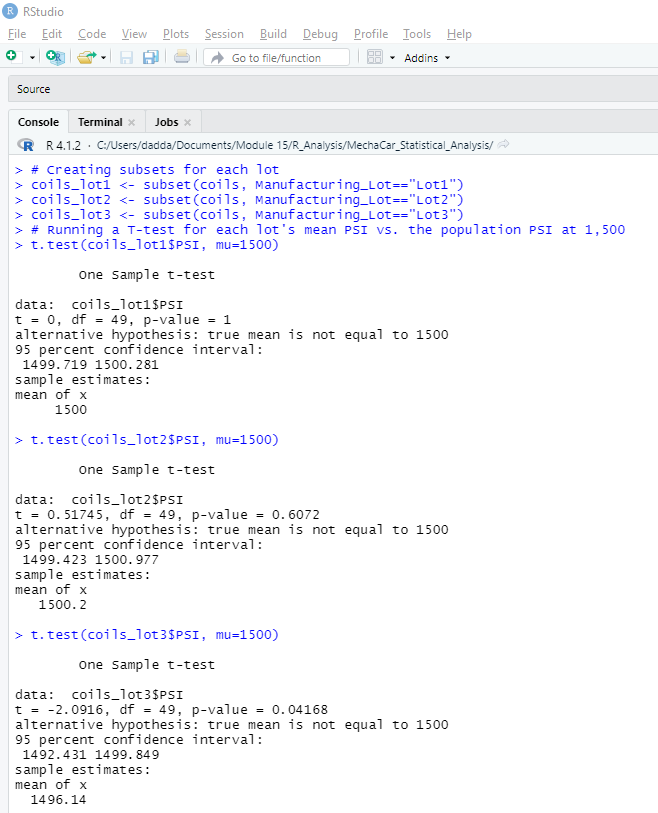 RStudio
File Edit Code View Plots Session Build Debug Profile Tools Help
Go to file/function Addins
Source
Console Terminal Jobs
R 4.1.2 · C:/Users/dadda/Documents/Module 15/R_Analysis/MechaCar_Statistical_Analysis/
> # Creating subsets for each lot
> coils_lot1 <- subset(coils, Manufacturing_Lot=="Lot1")
> coils_lot2 <- subset(coils, Manufacturing_Lot=="Lot2")
> coils_lot3 <- subset(coils, Manufacturing_Lot=="Lot3")
> # Running a T-test for each lot's mean PSI vs. the population PSI at 1,500
> t.test(coils_lot1$PSI, mu=1500)
One Sample t-test
data:  coils_lot1$PSI
t = 0, df = 49, p-value = 1
alternative hypothesis: true mean is not equal to 1500
95 percent confidence interval:
1499.719 1500.281
sample estimates:
mean of x
1500
> t.test(coils_lot2$PSI, mu=1500)
One Sample t-test
data:  coils_lot2$PSI
t = 0.51745, df = 49, p-value = 0.6072
alternative hypothesis: true mean is not equal to 1500
95 percent confidence interval:
1499.423 1500.977
sample estimates:
mean of x
1500.2
> t.test(coils_lot3$PSI, mu=1500)
One Sample t-test
data:  coils_lot3$PSI
t = -2.0916, df = 49, p-value = 0.04168
alternative hypothesis: true mean is not equal to 1500
95 percent confidence interval:
1492.431 1499.849
sample estimates:
mean of x
1496.14